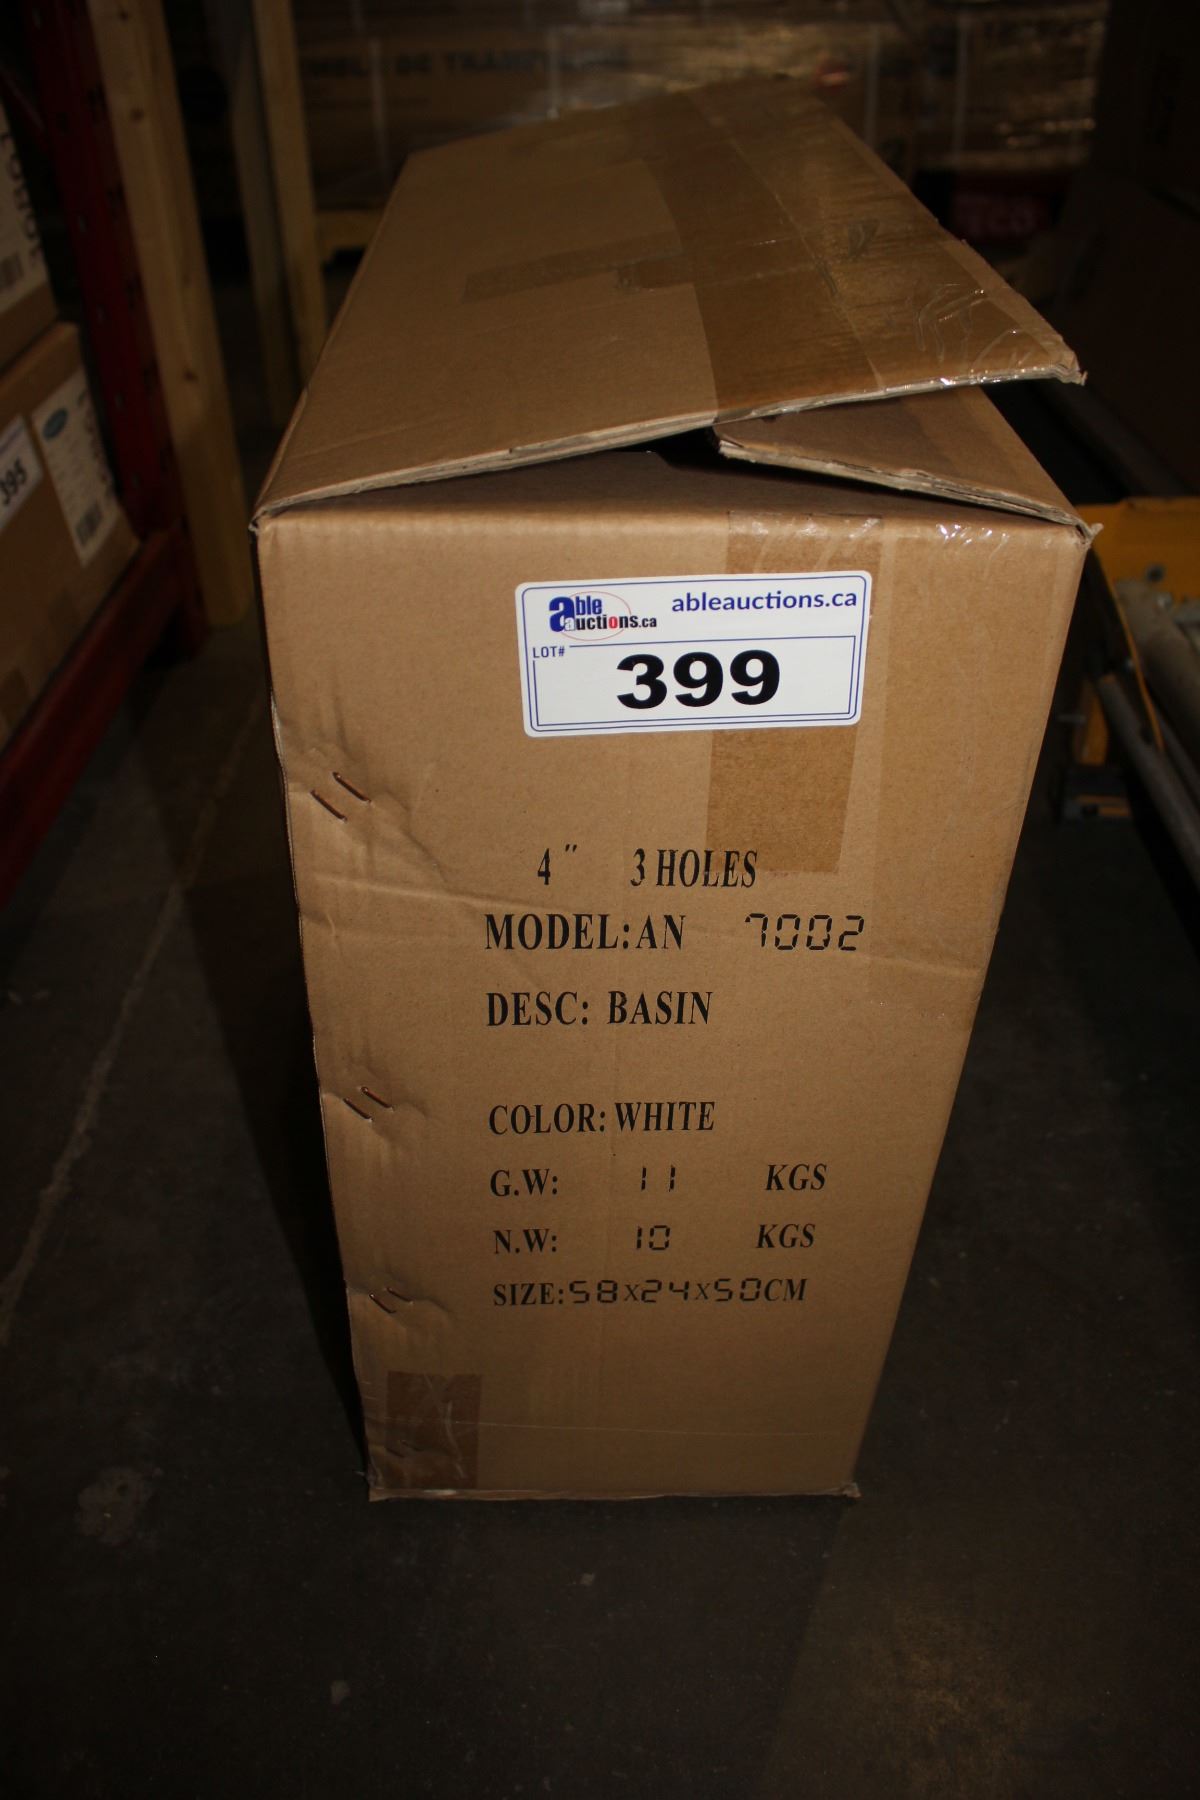 able auctions.ca
ableauctions.ca
LOT#
399
4" 3 HOLES
MODEL: AN 7002
DESC: BASIN
COLOR: WHITE
G.W: 11 KGS
N.W: 10 KGS
SIZE: 58x24x50CM
395